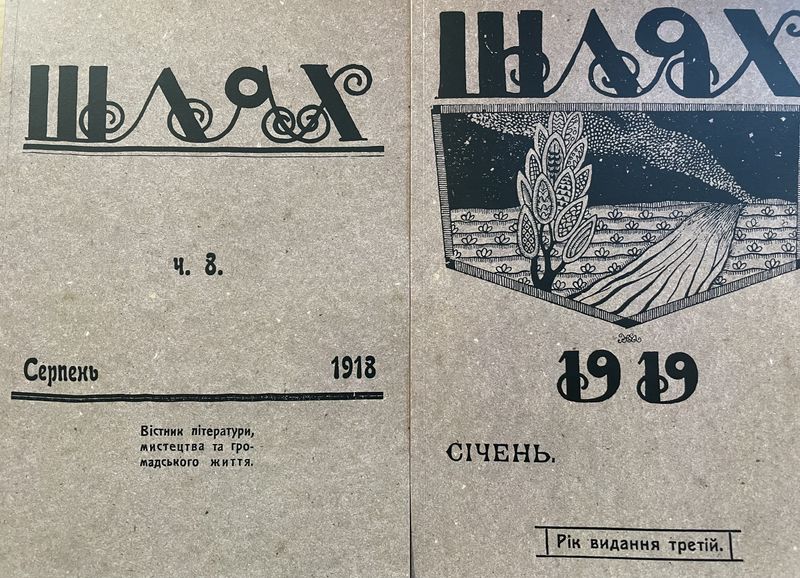 ШЛЯХ
ч. 8.
Серпень 1918
Вістник літератури,
мистецтва та гро-
мадського життя.
ШЛЯХ
1919
СІЧЕНЬ.
Рік видання третій.